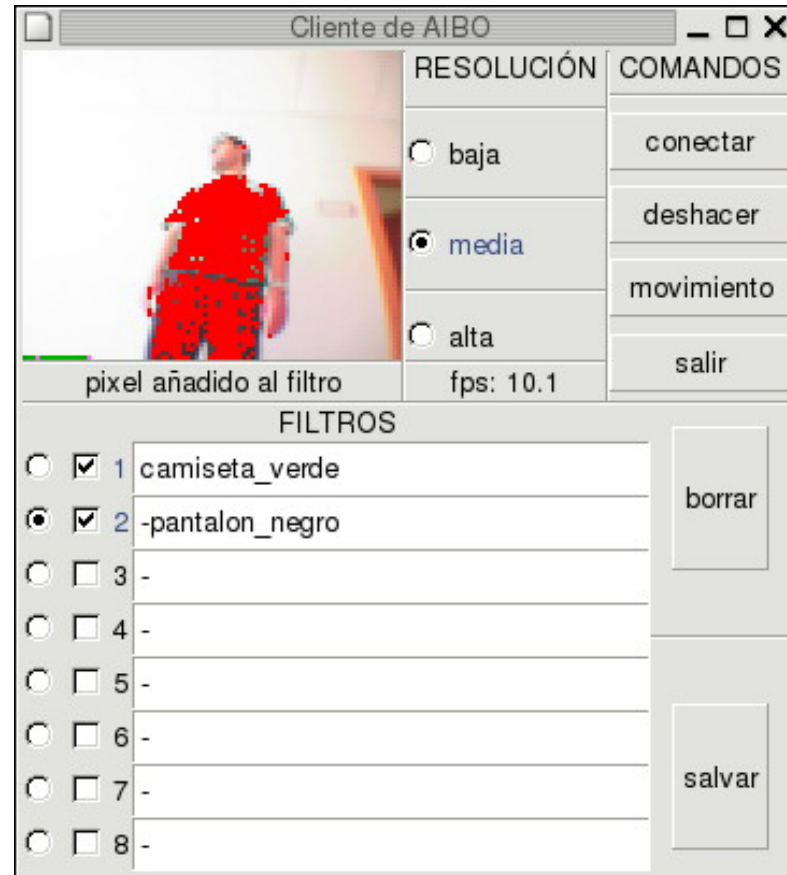 Cliente de AIBO
RESOLUCIÓN
baja
media
alta
fps: 10.1
COMANDOS
conectar
deshacer
movimiento
salir
pixel añadido al filtro
FILTROS
1 camiseta_verde
2 -pantalon_negro
3 -
4 -
5 -
6 -
7 -
8 -
borrar
salvar